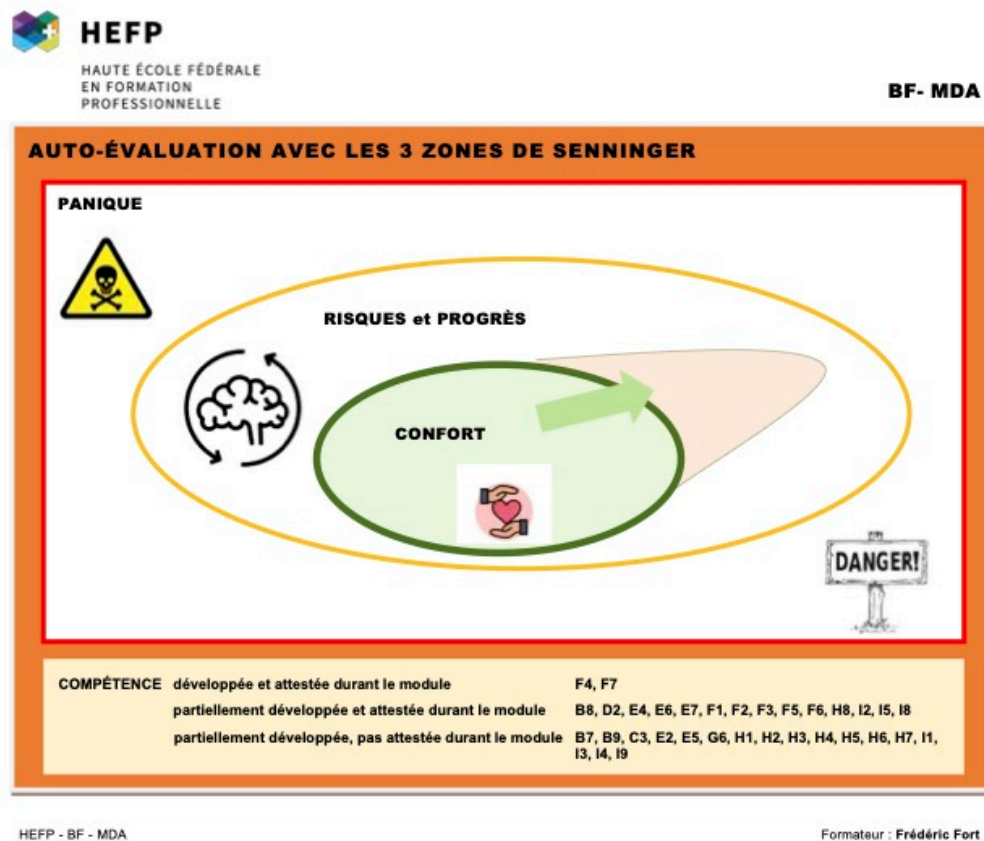 HEFP
HAUTE ÉCOLE FÉDÉRALE
EN FORMATION
PROFESSIONNELLE
BF- MDA
AUTO-ÉVALUATION AVEC LES 3 ZONES DE SENNINGER
PANIQUE
RISQUES et PROGRÈS
CONFORT
DANGER!
COMPÉTENCE développée et attestée durant le module F4, F7
partiellement développée et attestée durant le module B8, D2, E4, E6, E7, F1, F2, F3, F5, F6, H8, I2, I5, I8
partiellement développée, pas attestée durant le module B7, B9, C3, E2, E5, G6, H1, H2, H3, H4, H5, H6, H7, I1,
I3, I4, I9
HEFP - BF - MDA
Formateur : Frédéric Fort